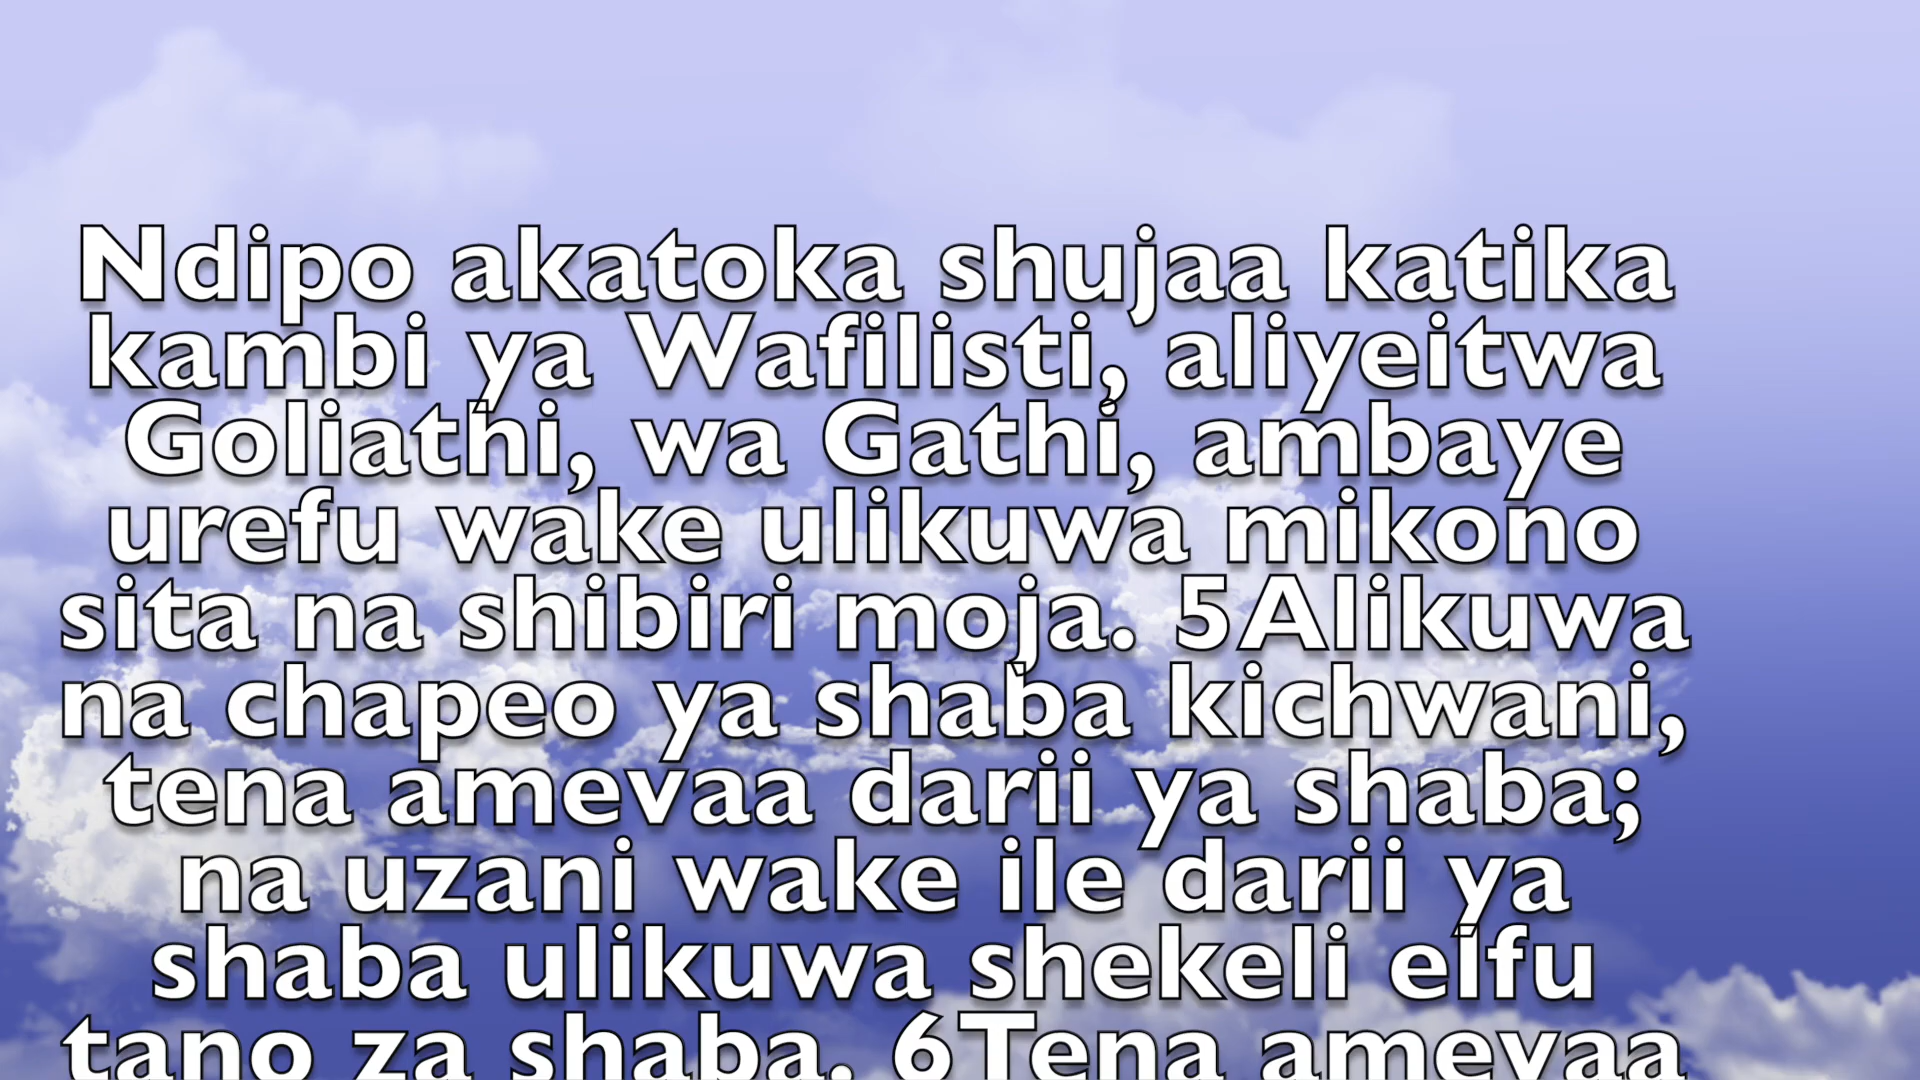 Ndipo akatoka shujaa katika
kambi ya Wafilisti, aliyeitwa
Goliathi, wa Gathi, ambaye
urefu wake ulikuwa mikono
sita na shibiri moja. 5Alikuwa
na chapeo ya shaba kichwani,
tena amevaa darii ya shaba;
na uzani wake ile darii ya
shaba ulikuwa shekeli elfu
tano za shaba. 6Tena amevaa